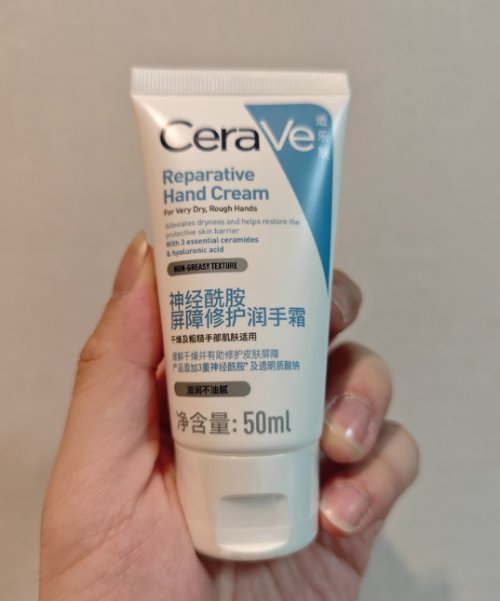 CeraVe
适乐肤
Reparative
Hand Cream
For Very Dry, Rough Hands
Alleviates dryness and helps restore the
protective skin barrier
With 3 essential ceramides
& hyaluronic acid
NON-GREASY TEXTURE
神经酰胺
屏障修护润手霜
干燥及粗糙手部肌肤适用
缓解干燥并有助修护皮肤屏障
产品添加3重神经酰胺*及透明质酸钠
滋润不油腻
净含量: 50ml